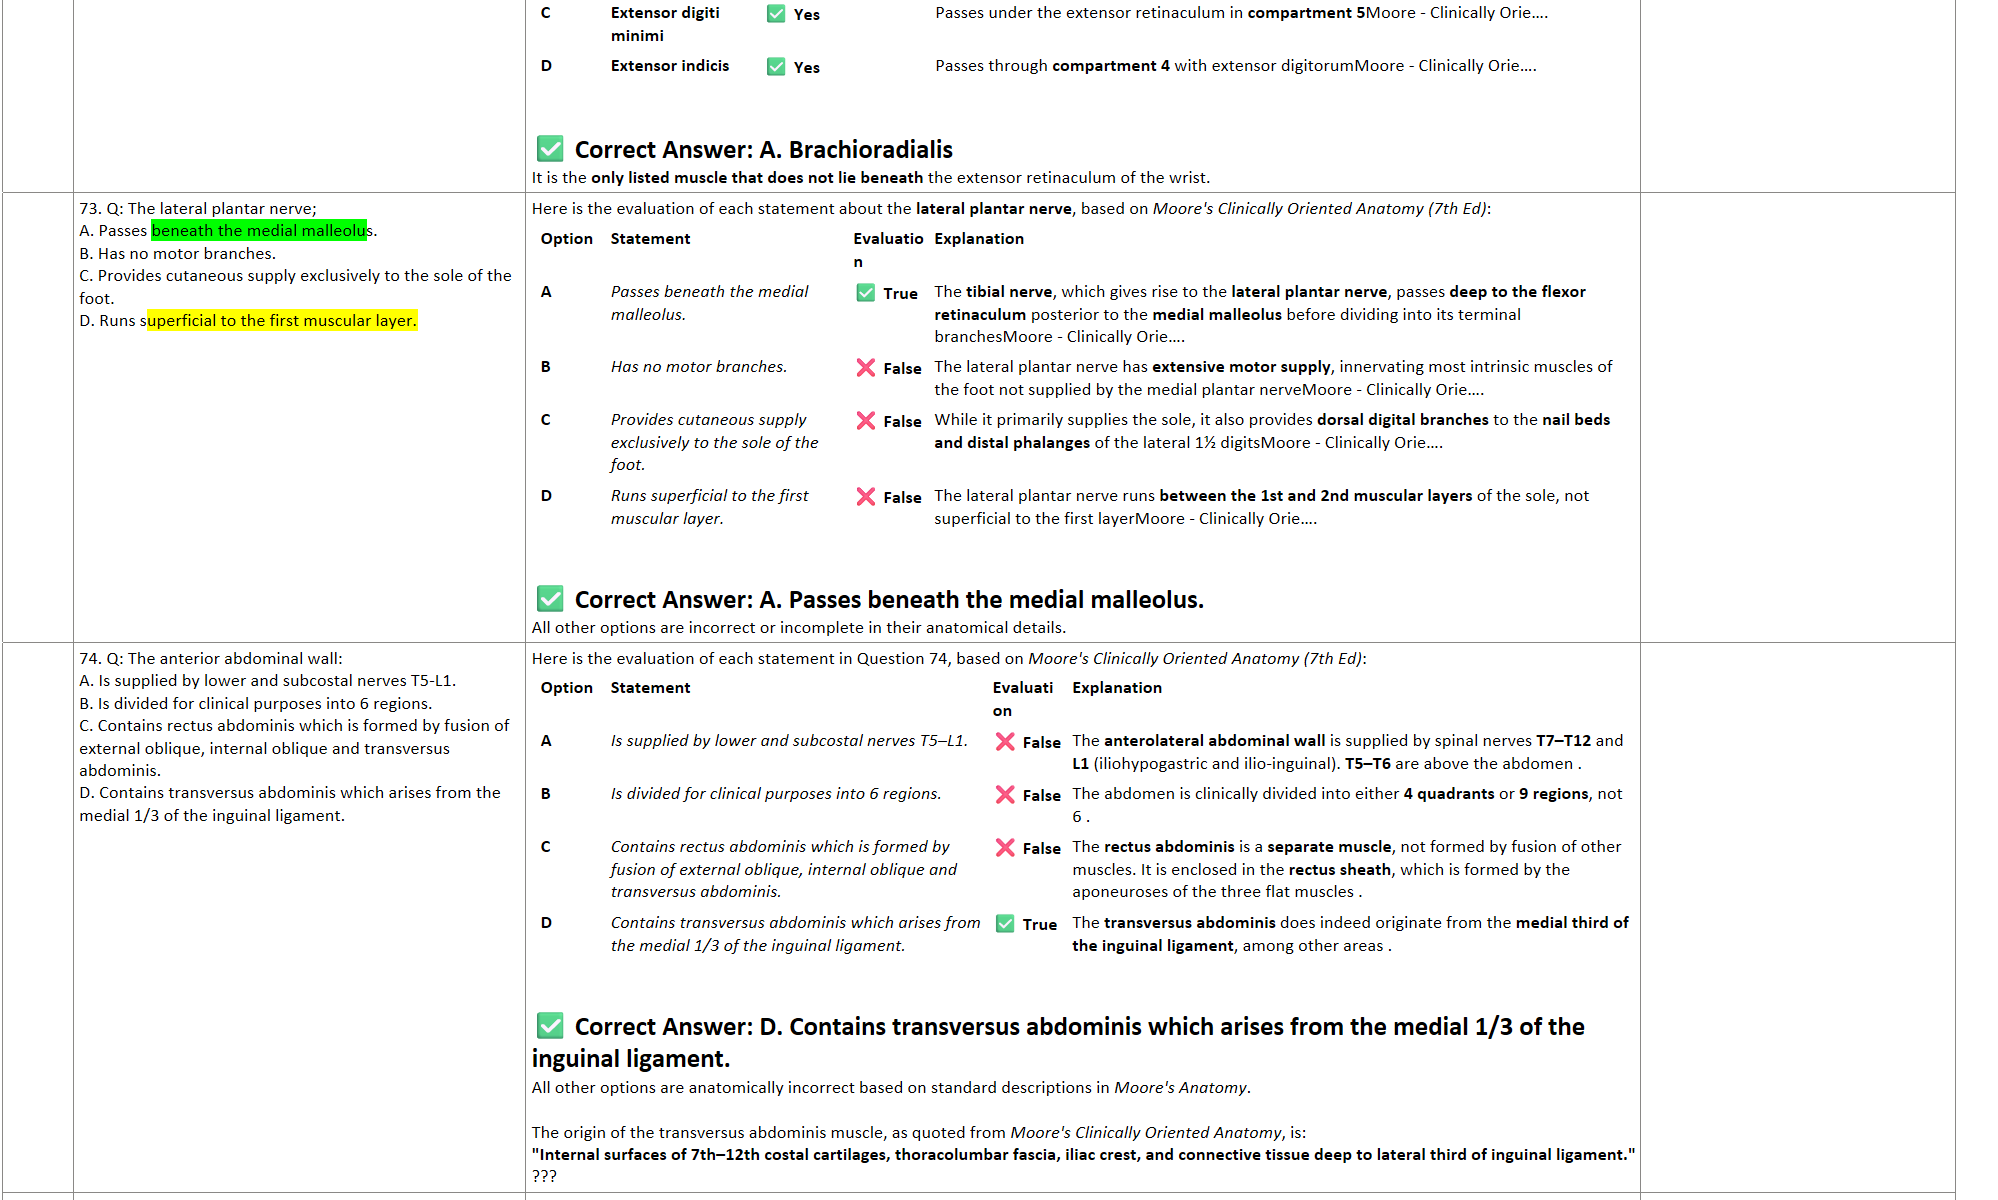 C Extensor digiti ✅ Yes Passes under the extensor retinaculum in compartment 5Moore - Clinically Orie....
minimi
D Extensor indicis ✅ Yes Passes through compartment 4 with extensor digitorumMoore - Clinically Orie....
✅ Correct Answer: A. Brachioradialis
It is the only listed muscle that does not lie beneath the extensor retinaculum of the wrist.
73. Q: The lateral plantar nerve;
A. Passes beneath the medial malleolus.
B. Has no motor branches.
C. Provides cutaneous supply exclusively to the sole of the
foot.
D. Runs superficial to the first muscular layer.
Here is the evaluation of each statement about the lateral plantar nerve, based on Moore's Clinically Oriented Anatomy (7th Ed):
Option Statement Evaluatio Explanation
n
A Passes beneath the medial ✅ True The tibial nerve, which gives rise to the lateral plantar nerve, passes deep to the flexor
malleolus. retinaculum posterior to the medial malleolus before dividing into its terminal
branchesMoore - Clinically Orie....
B Has no motor branches. ❌ False The lateral plantar nerve has extensive motor supply, innervating most intrinsic muscles of
the foot not supplied by the medial plantar nerveMoore - Clinically Orie....
C Provides cutaneous supply ❌ False While it primarily supplies the sole, it also provides dorsal digital branches to the nail beds
exclusively to the sole of the and distal phalanges of the lateral 1½ digitsMoore - Clinically Orie....
foot.
D Runs superficial to the first ❌ False The lateral plantar nerve runs between the 1st and 2nd muscular layers of the sole, not
muscular layer. superficial to the first layerMoore - Clinically Orie....
✅ Correct Answer: A. Passes beneath the medial malleolus.
All other options are incorrect or incomplete in their anatomical details.
74. Q: The anterior abdominal wall:
A. Is supplied by lower and subcostal nerves T5-L1.
B. Is divided for clinical purposes into 6 regions.
C. Contains rectus abdominis which is formed by fusion of
external oblique, internal oblique and transversus
abdominis.
D. Contains transversus abdominis which arises from the
medial 1/3 of the inguinal ligament.
Here is the evaluation of each statement in Question 74, based on Moore's Clinically Oriented Anatomy (7th Ed):
Option Statement Evaluati Explanation
on
A Is supplied by lower and subcostal nerves T5–L1. ❌ False The anterolateral abdominal wall is supplied by spinal nerves T7–T12 and
L1 (iliohypogastric and ilio-inguinal). T5–T6 are above the abdomen .
B Is divided for clinical purposes into 6 regions. ❌ False The abdomen is clinically divided into either 4 quadrants or 9 regions, not
6 .
C Contains rectus abdominis which is formed by ❌ False The rectus abdominis is a separate muscle, not formed by fusion of other
fusion of external oblique, internal oblique and muscles. It is enclosed in the rectus sheath, which is formed by the
transversus abdominis. aponeuroses of the three flat muscles .
D Contains transversus abdominis which arises from ✅ True The transversus abdominis does indeed originate from the medial third of
the medial 1/3 of the inguinal ligament. the inguinal ligament, among other areas .
✅ Correct Answer: D. Contains transversus abdominis which arises from the medial 1/3 of the
inguinal ligament.
All other options are anatomically incorrect based on standard descriptions in Moore's Anatomy.
The origin of the transversus abdominis muscle, as quoted from Moore's Clinically Oriented Anatomy, is:
"Internal surfaces of 7th–12th costal cartilages, thoracolumbar fascia, iliac crest, and connective tissue deep to lateral third of inguinal ligament."
???